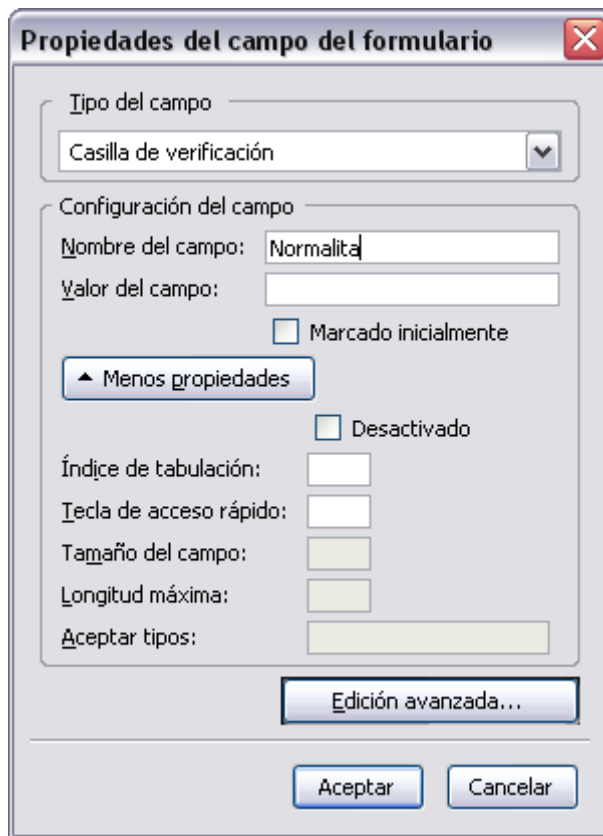 Propiedades del campo del formulario
Tipo del campo
Casilla de verificación
Configuración del campo
Nombre del campo: Normalita
Valor del campo:
Marcado inicialmente
Menos propiedades
Desactivado
Índice de tabulación:
Tecla de acceso rápido:
Tamaño del campo:
Longitud máxima:
Aceptar tipos:
Edición avanzada...
Aceptar Cancelar